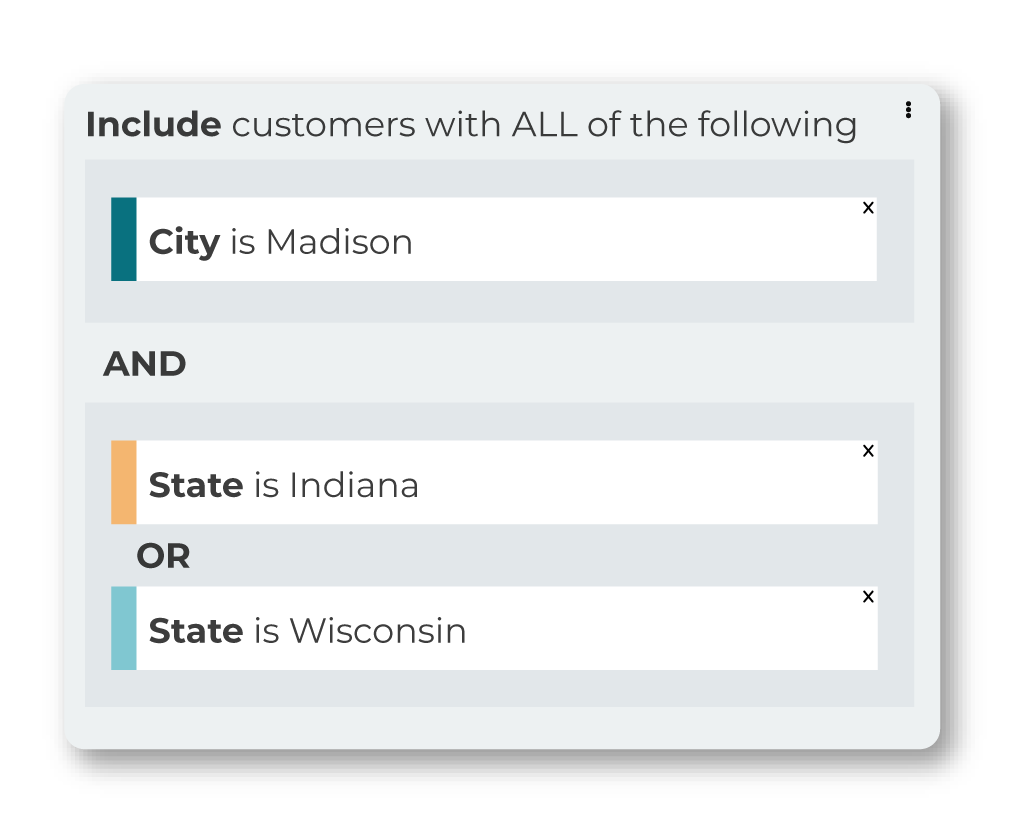 Include customers with ALL of the following
x
City is Madison
AND
x
State is Indiana
OR
x
State is Wisconsin